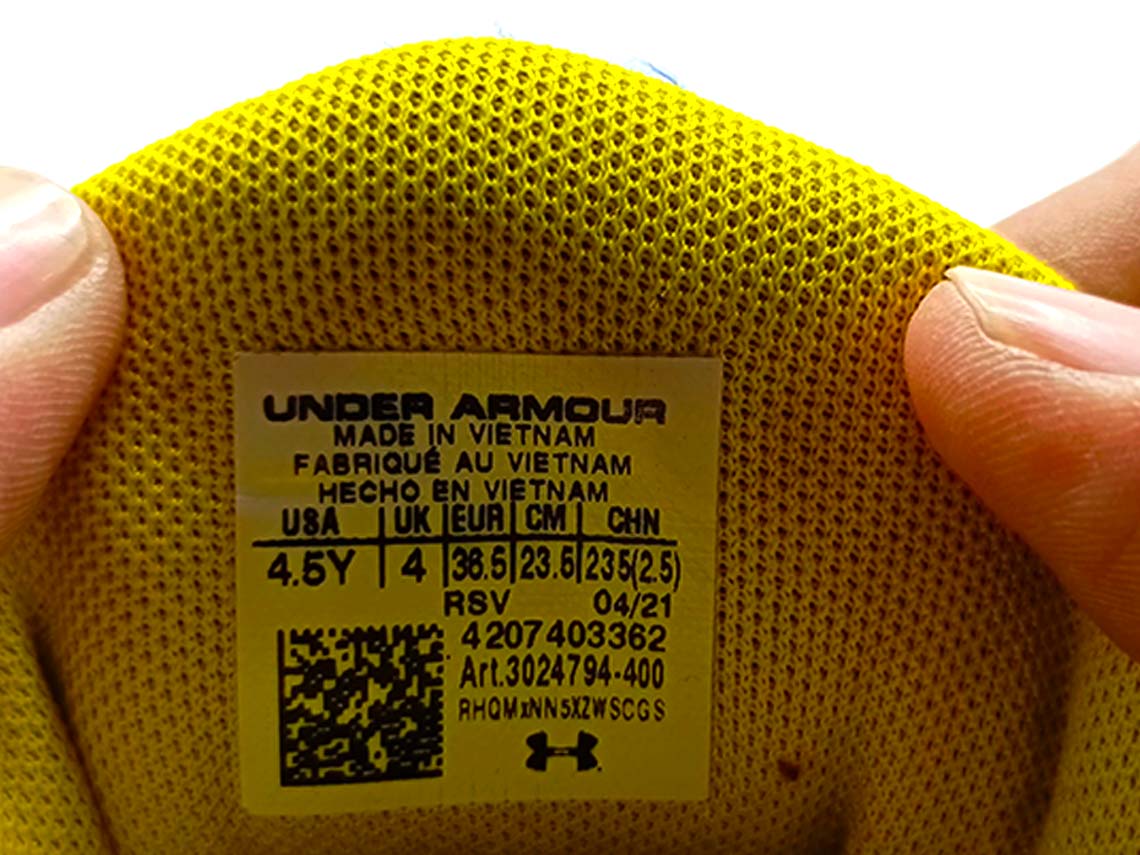 UNDER ARMOUR
MADE IN VIETNAM
FABRIQUÉ AU VIETNAM
HECHO EN VIETNAM
USA UK EUR CM CHN
4.5Y 4 36.5 23.5 235(2.5)
RSV 04/21
4207403362
Art.3024794-400
RHQMxNN5XZWSCGS